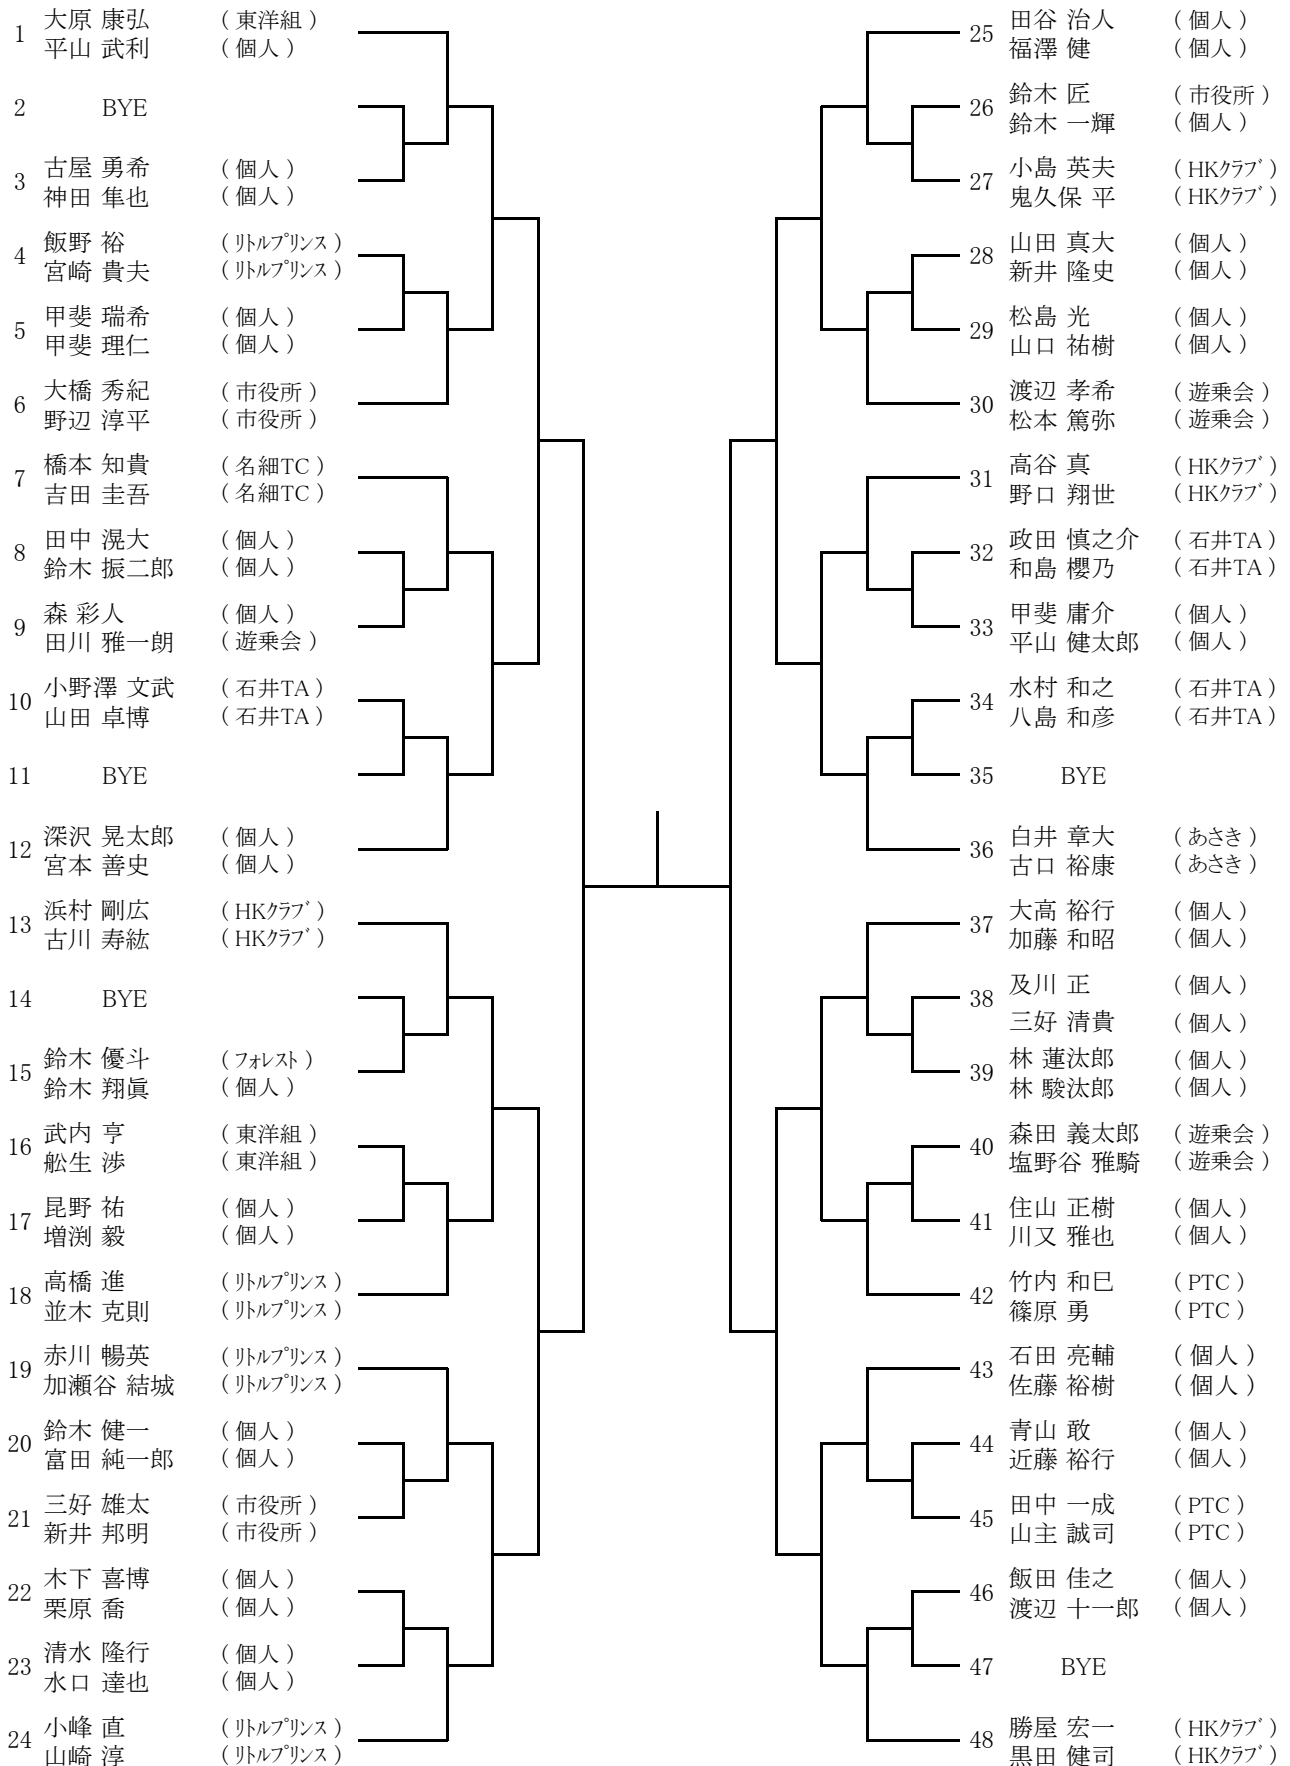 1 大原 康弘 ( 東洋組 )
平山 武利 ( 個人 )
2 BYE
3 古屋 勇希 ( 個人 )
神田 隼也 ( 個人 )
4 飯野 裕 ( ﾘﾄﾙﾌﾟﾘﾝｽ )
宮崎 貴夫 ( ﾘﾄﾙﾌﾟﾘﾝｽ )
5 甲斐 瑞希 ( 個人 )
甲斐 理仁 ( 個人 )
6 大橋 秀紀 ( 市役所 )
野辺 淳平 ( 市役所 )
7 橋本 知貴 ( 名細TC )
吉田 圭吾 ( 名細TC )
8 田中 滉大 ( 個人 )
鈴木 振二郎 ( 個人 )
9 森 彩人 ( 個人 )
田川 雅一朗 ( 遊乗会 )
10 小野澤 文武 ( 石井TA )
山田 卓博 ( 石井TA )
11 BYE
12 深沢 晃太郎 ( 個人 )
宮本 善史 ( 個人 )
13 浜村 剛広 ( HKｸﾗﾌﾞ )
古川 寿紘 ( HKｸﾗﾌﾞ )
14 BYE
15 鈴木 優斗 ( ﾌｫﾚｽﾄ )
鈴木 翔眞 ( 個人 )
16 武内 亨 ( 東洋組 )
舩生 渉 ( 東洋組 )
17 昆野 祐 ( 個人 )
増渕 毅 ( 個人 )
18 高橋 進 ( ﾘﾄﾙﾌﾟﾘﾝｽ )
並木 克則 ( ﾘﾄﾙﾌﾟﾘﾝｽ )
19 赤川 暢英 ( ﾘﾄﾙﾌﾟﾘﾝｽ )
加瀬谷 結城 ( ﾘﾄﾙﾌﾟﾘﾝｽ )
20 鈴木 健一 ( 個人 )
富田 純一郎 ( 個人 )
21 三好 雄太 ( 市役所 )
新井 邦明 ( 市役所 )
22 木下 喜博 ( 個人 )
栗原 喬 ( 個人 )
23 清水 隆行 ( 個人 )
水口 達也 ( 個人 )
24 小峰 直 ( ﾘﾄﾙﾌﾟﾘﾝｽ )
山崎 淳 ( ﾘﾄﾙﾌﾟﾘﾝｽ )
25 田谷 治人 ( 個人 )
福澤 健 ( 個人 )
26 鈴木 匠 ( 市役所 )
鈴木 一輝 ( 個人 )
27 小島 英夫 ( HKｸﾗﾌﾞ )
鬼久保 平 ( HKｸﾗﾌﾞ )
28 山田 真大 ( 個人 )
新井 隆史 ( 個人 )
29 松島 光 ( 個人 )
山口 祐樹 ( 個人 )
30 渡辺 孝希 ( 遊乗会 )
松本 篤弥 ( 遊乗会 )
31 高谷 真 ( HKｸﾗﾌﾞ )
野口 翔世 ( HKｸﾗﾌﾞ )
32 政田 慎之介 ( 石井TA )
和島 櫻乃 ( 石井TA )
33 甲斐 庸介 ( 個人 )
平山 健太郎 ( 個人 )
34 水村 和之 ( 石井TA )
八島 和彦 ( 石井TA )
35 BYE
36 白井 章大 ( あさき )
古口 裕康 ( あさき )
37 大高 裕行 ( 個人 )
加藤 和昭 ( 個人 )
38 及川 正 ( 個人 )
三好 清貴 ( 個人 )
39 林 蓮汰郎 ( 個人 )
林 駿汰郎 ( 個人 )
40 森田 義太郎 ( 遊乗会 )
塩野谷 雅騎 ( 遊乗会 )
41 住山 正樹 ( 個人 )
川又 雅也 ( 個人 )
42 竹内 和巳 ( PTC )
篠原 勇 ( PTC )
43 石田 亮輔 ( 個人 )
佐藤 裕樹 ( 個人 )
44 青山 敢 ( 個人 )
近藤 裕行 ( 個人 )
45 田中 一成 ( PTC )
山主 誠司 ( PTC )
46 飯田 佳之 ( 個人 )
渡辺 十一郎 ( 個人 )
47 BYE
48 勝屋 宏一 ( HKｸﾗﾌﾞ )
黒田 健司 ( HKｸﾗﾌﾞ )